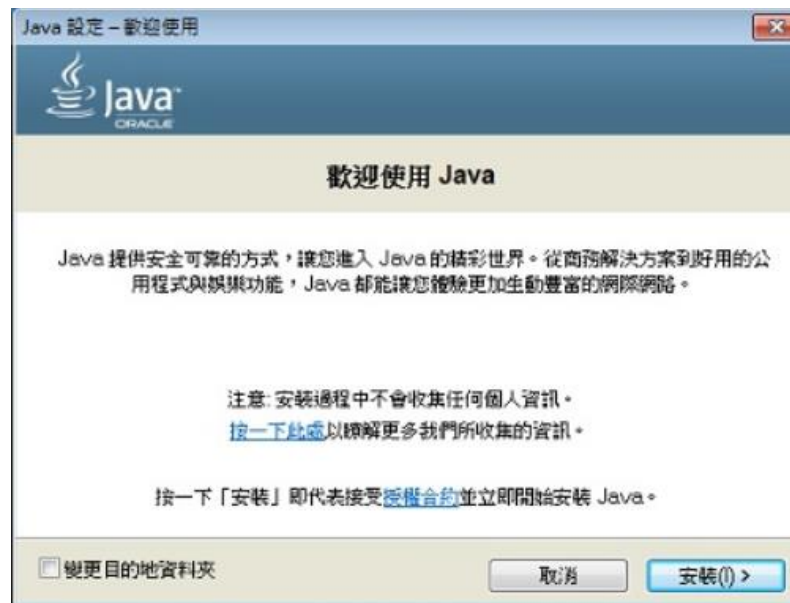 Java 設定 – 歡迎使用
Java
ORACLE
歡迎使用 Java
Java 提供安全可靠的方式，讓您進入 Java 的精彩世界。從商務解決方案到好用的公
用程式與娛樂功能，Java 都能讓您體驗更加生動豐富的網際網路。
注意: 安裝過程中不會收集任何個人資訊。
按一下此處以瞭解更多我們所收集的資訊。
按一下「安裝」即代表接受授權合約並立即開始安裝 Java。
變更目的地資料夾
取消
安裝(I) >